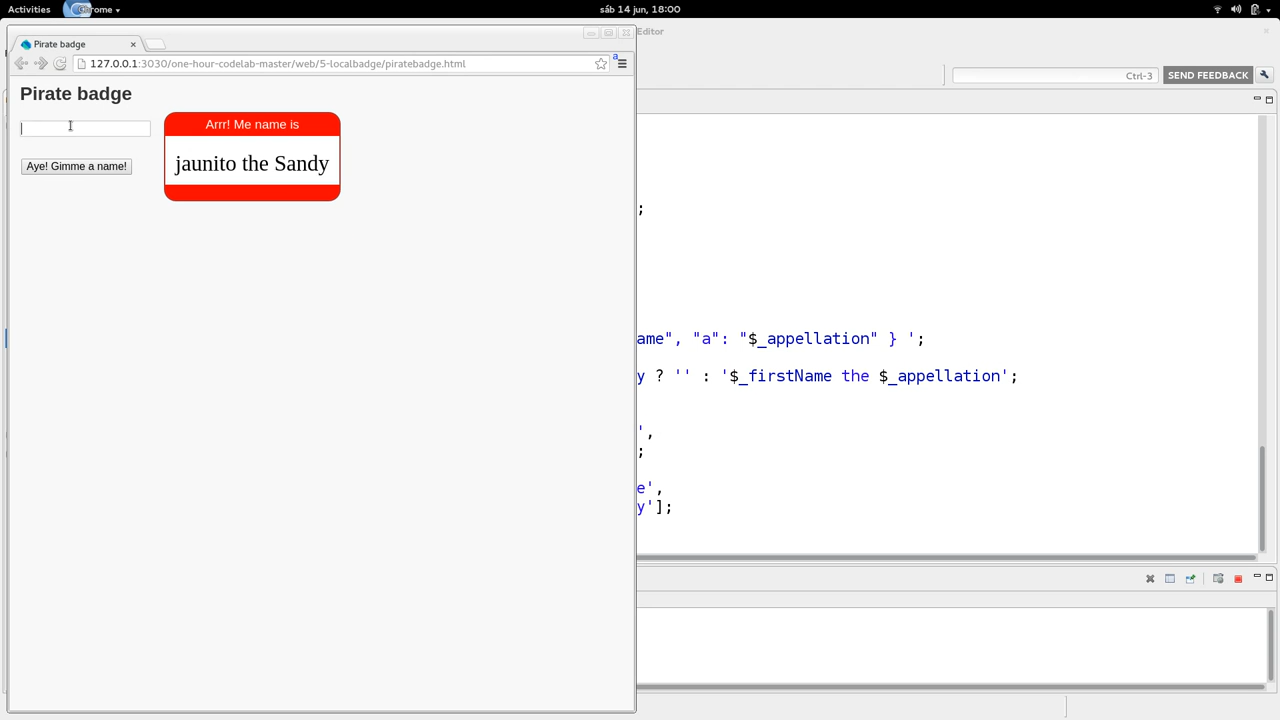 Activities
Chrome
sáb 14 jun, 18:00
Editor
Pirate badge
127.0.0.1:3030/one-hour-codelab-master/web/5-localbadge/piratebadge.html
a
Ctrl-3
SEND FEEDBACK
Pirate badge
Arrr! Me name is
jaunito the Sandy
Aye! Gimme a name!
;
ame", "a": "$_appellation" } ';
y ? '' : '$_firstName the $_appellation';
',
;
e',
y'];